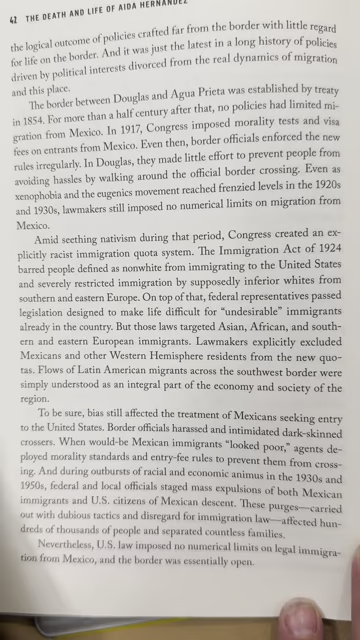 42 THE DEATH AND LIFE OF AIDA HERNANDEZ
the logical outcome of policies crafted far from the border with little regard
for life on the border. And it was just the latest in a long history of policies
driven by political interests divorced from the real dynamics of migration
and this place.
The border between Douglas and Agua Prieta was established by treaty
in 1854. For more than a half century after that, no policies had limited mi-
gration from Mexico. In 1917, Congress imposed morality tests and visa
fees on entrants from Mexico. Even then, border officials enforced the new
rules irregularly. In Douglas, they made little effort to prevent people from
avoiding hassles by walking around the official border crossing. Even as
xenophobia and the eugenics movement reached frenzied levels in the 1920s
and 1930s, lawmakers still imposed no numerical limits on migration from
Mexico.
Amid seething nativism during that period, Congress created an ex-
plicitly racist immigration quota system. The Immigration Act of 1924
barred people defined as nonwhite from immigrating to the United States
and severely restricted immigration by supposedly inferior whites from
southern and eastern Europe. On top of that, federal representatives passed
legislation designed to make life difficult for “undesirable” immigrants
already in the country. But those laws targeted Asian, African, and south-
ern and eastern European immigrants. Lawmakers explicitly excluded
Mexicans and other Western Hemisphere residents from the new quo-
tas. Flows of Latin American migrants across the southwest border were
simply understood as an integral part of the economy and society of the
region.
To be sure, bias still affected the treatment of Mexicans seeking entry
to the United States. Border officials harassed and intimidated dark-skinned
crossers. When would-be Mexican immigrants “looked poor,” agents de-
ployed morality standards and entry-fee rules to prevent them from cross-
ing. And during outbursts of racial and economic animus in the 1930s and
1950s, federal and local officials staged mass expulsions of both Mexican
immigrants and U.S. citizens of Mexican descent. These purges—carried
out with dubious tactics and disregard for immigration law—affected hun-
dreds of thousands of people and separated countless families.
Nevertheless, U.S. law imposed no numerical limits on legal immigra-
tion from Mexico, and the border was essentially open.